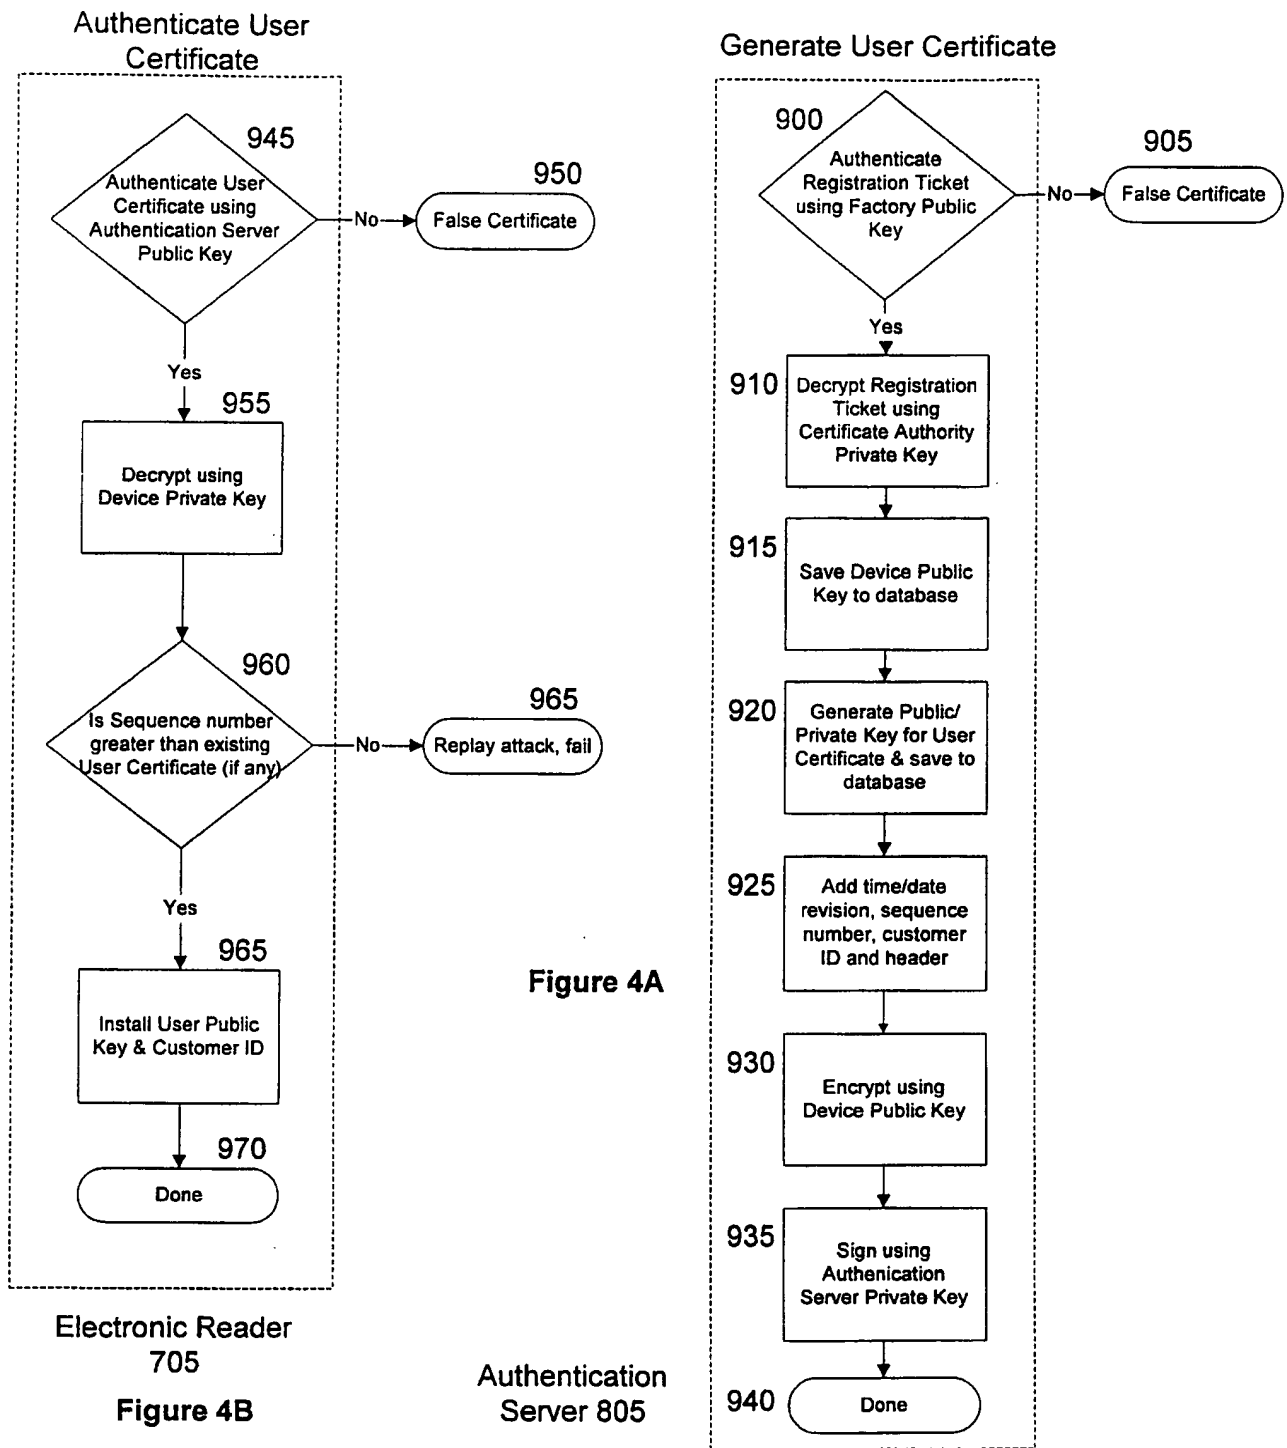 Authenticate User
Certificate
945
Authenticate User
Certificate using
Authentication Server
Public Key
No
950
False Certificate
Yes
955
Decrypt using
Device Private Key
960
Is Sequence number
greater than existing
User Certificate (if any)
No
965
Replay attack, fail
Yes
965
Install User Public
Key & Customer ID
970
Done
Electronic Reader
705
Figure 4B
Generate User Certificate
900
Authenticate
Registration Ticket
using Factory Public
Key
No
905
False Certificate
Yes
910
Decrypt Registration
Ticket using
Certificate Authority
Private Key
915
Save Device Public
Key to database
920
Generate Public/
Private Key for User
Certificate & save to
database
925
Add time/date
revision, sequence
number, customer
ID and header
Figure 4A
930
Encrypt using
Device Public Key
935
Sign using
Authenication
Server Private Key
940
Done
Authentication
Server 805